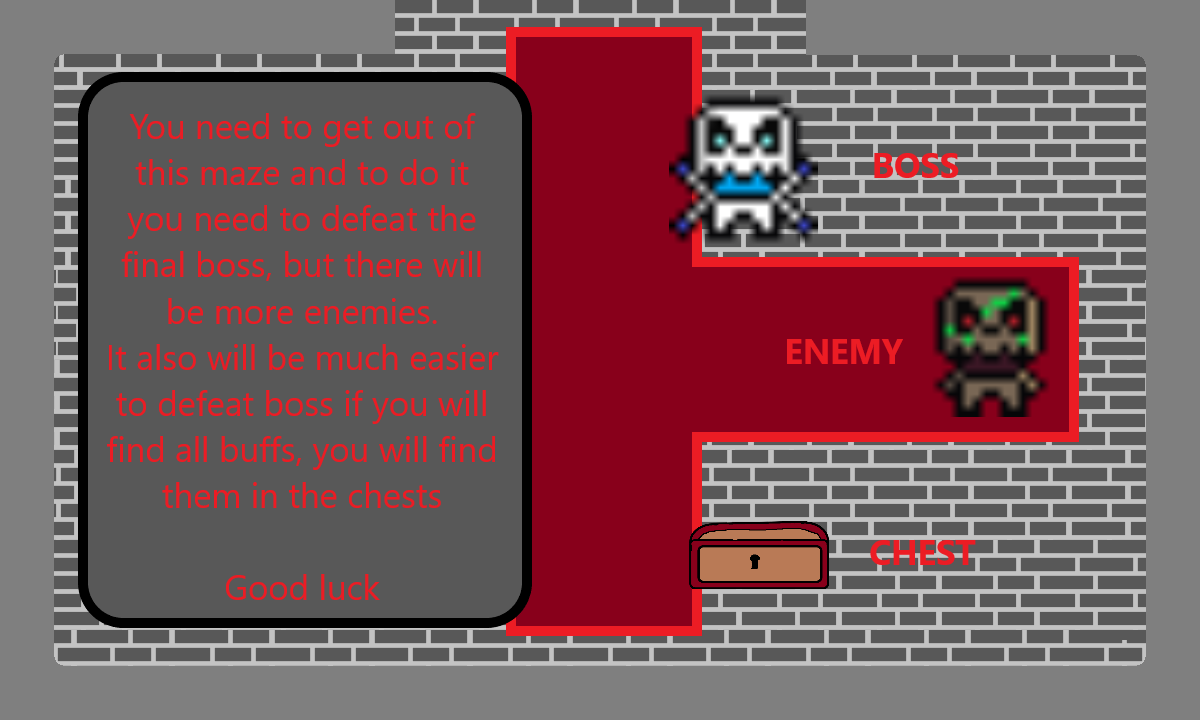 You need to get out of
this maze and to do it
you need to defeat the
final boss, but there will
be more enemies.
It also will be much easier
to defeat boss if you will
find all buffs, you will find
them in the chests
Good luck
BOSS
ENEMY
CHEST